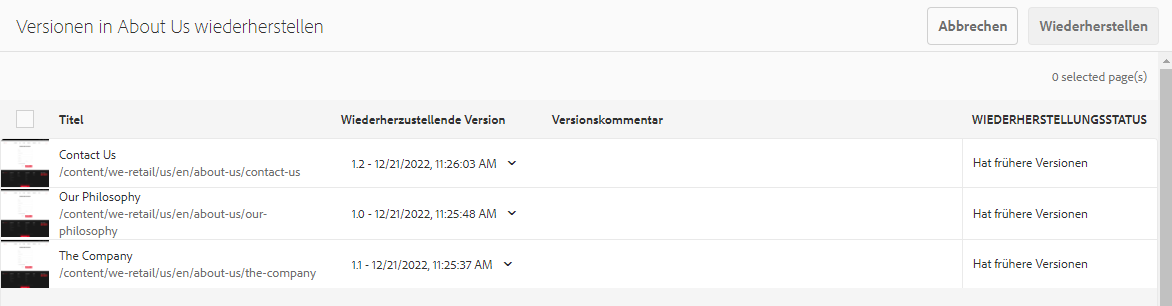 Versionen in About Us wiederherstellen
Abbrechen
Wiederherstellen
0 selected page(s)
Titel
Wiederherzustellende Version
Versionskommentar
WIEDERHERSTELLUNGSSTATUS
Contact Us
/content/we-retail/us/en/about-us/contact-us
1.2 - 12/21/2022, 11:26:03 AM
Hat frühere Versionen
Our Philosophy
/content/we-retail/us/en/about-us/our-
philosophy
1.0 - 12/21/2022, 11:25:48 AM
Hat frühere Versionen
The Company
/content/we-retail/us/en/about-us/the-company
1.1 - 12/21/2022, 11:25:37 AM
Hat frühere Versionen